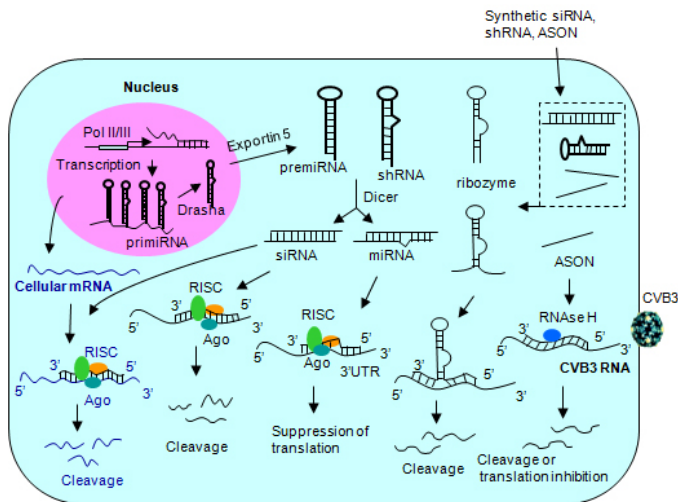 Synthetic siRNA,
shRNA, ASON
Nucleus
Pol II/III
Exportin 5
Transcription
premiRNA
shRNA
ribozyme
Drasha
primiRNA
Dicer
siRNA
miRNA
ASON
Cellular mRNA
RISC
3'
5'
5'
3'
Ago
RISC
3'
5'
5'
Ago
3'UTR
RNAse H
3'
5'
5'
3'
CVB3 RNA
CVB3
RISC
3'
5'
5'
3'
Ago
3'
5'
5'
3'
Cleavage
Cleavage
Suppression of
translation
Cleavage
Cleavage or
translation inhibition